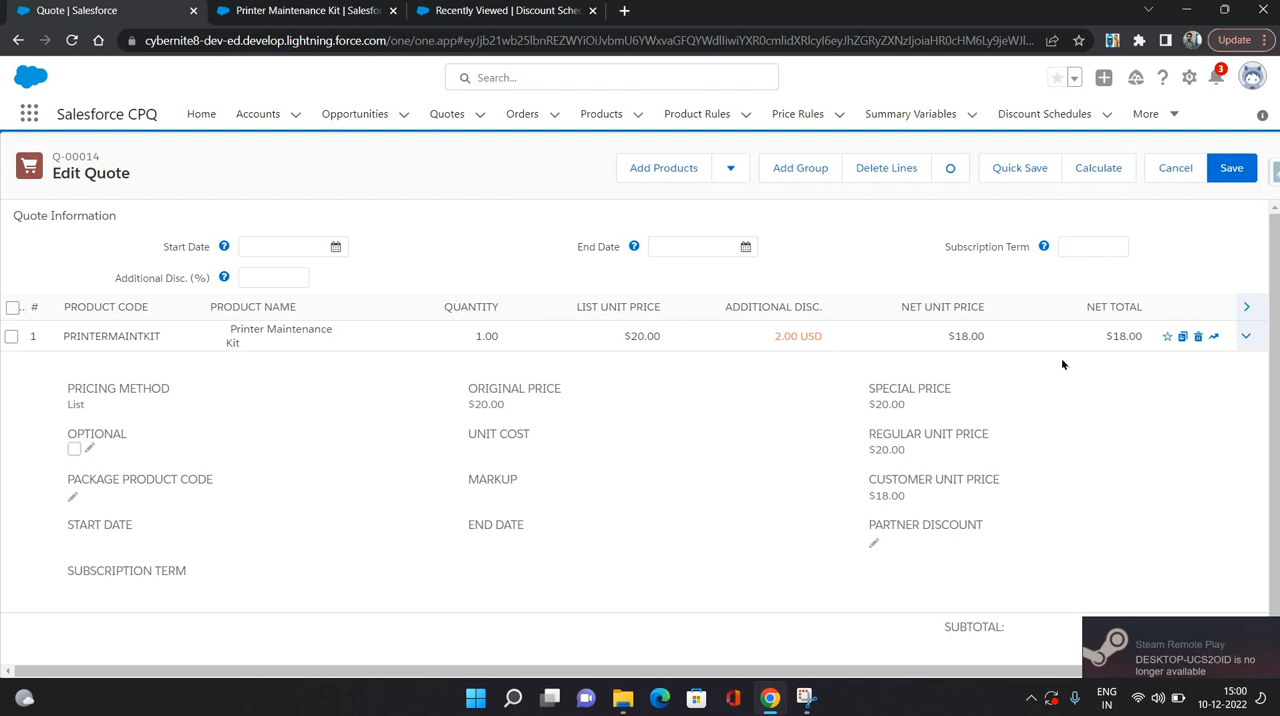 Quote | Salesforce
Printer Maintenance Kit | Salesfor
Recently Viewed | Discount Sche
cybernite8-dev-ed.develop.lightning.force.com/one/one.app#
Update
Search...
3
Salesforce CPQ
Home
Accounts
Opportunities
Quotes
Orders
Products
Product Rules
Price Rules
Summary Variables
Discount Schedules
More
Q-00014
Edit Quote
Add Products
Add Group
Delete Lines
Quick Save
Calculate
Cancel
Save
Quote Information
Start Date
End Date
Subscription Term
Additional Disc. (%)
# PRODUCT CODE PRODUCT NAME QUANTITY LIST UNIT PRICE ADDITIONAL DISC. NET UNIT PRICE NET TOTAL
1 PRINTERMAINTKIT Printer Maintenance 1.00 $20.00 2.00 USD $18.00 $18.00
Kit
PRICING METHOD ORIGINAL PRICE SPECIAL PRICE
List $20.00 $20.00
OPTIONAL UNIT COST REGULAR UNIT PRICE
$20.00
PACKAGE PRODUCT CODE MARKUP CUSTOMER UNIT PRICE
$18.00
START DATE END DATE PARTNER DISCOUNT
SUBSCRIPTION TERM
SUBTOTAL:
Steam Remote Play
DESKTOP-UCS2OID is no
longer available
ENG 15:00
IN 10-12-2022